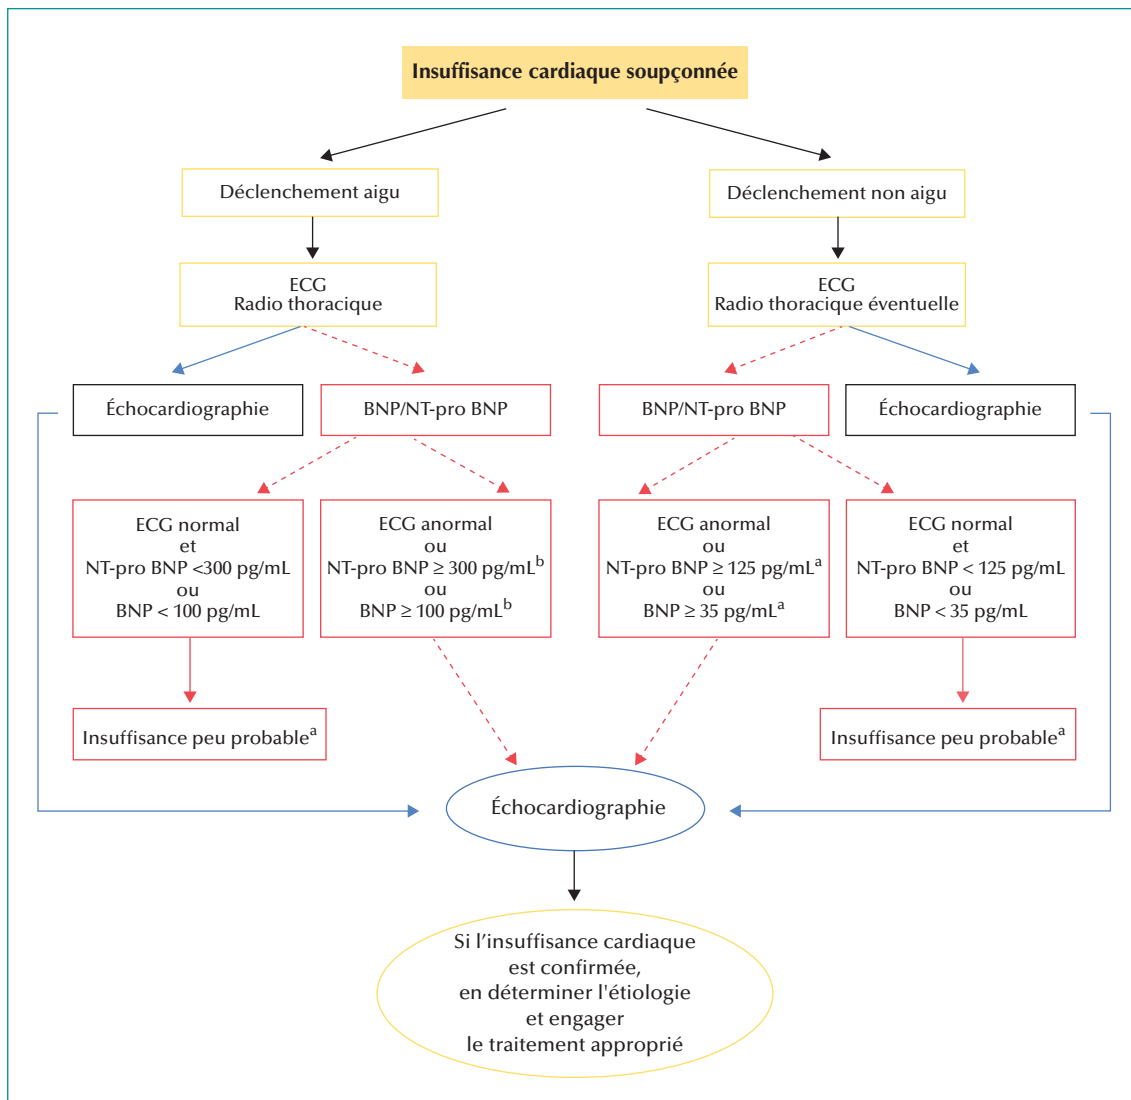 Insuffisance cardiaque soupçonnée
Déclenchement aigu
Déclenchement non aigu
ECG
Radio thoracique
ECG
Radio thoracique éventuelle
Échocardiographie
BNP/NT-pro BNP
BNP/NT-pro BNP
Échocardiographie
ECG normal
et
NT-pro BNP <300 pg/mL
ou
BNP < 100 pg/mL
ECG anormal
ou
NT-pro BNP ≥ 300 pg/mLb
ou
BNP ≥ 100 pg/mLb
ECG anormal
ou
NT-pro BNP ≥ 125 pg/mLa
ou
BNP ≥ 35 pg/mLa
ECG normal
et
NT-pro BNP < 125 pg/mL
ou
BNP < 35 pg/mL
Insuffisance peu probablea
Insuffisance peu probablea
Échocardiographie
Si l’insuffisance cardiaque
est confirmée,
en déterminer l'étiologie
et engager
le traitement approprié